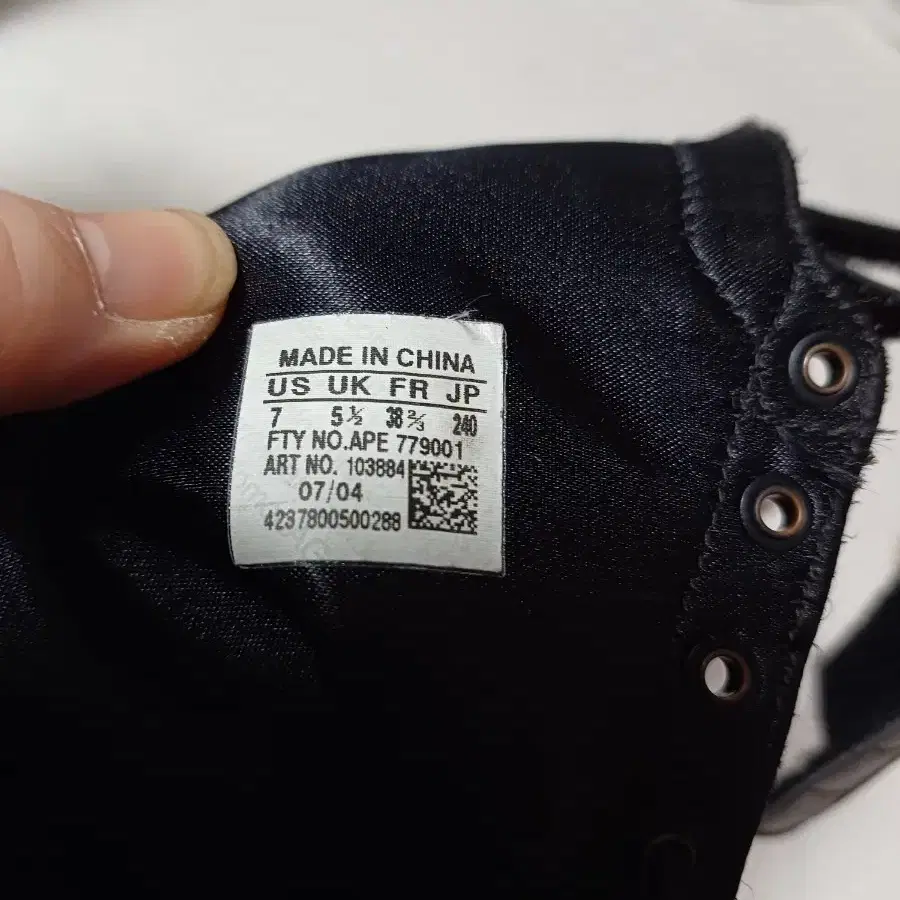 MADE IN CHINA
US UK FR JP
7 5½ 38⅔ 240
FTY NO.APE 779001
ART NO. 103884
07/04
4237800500288